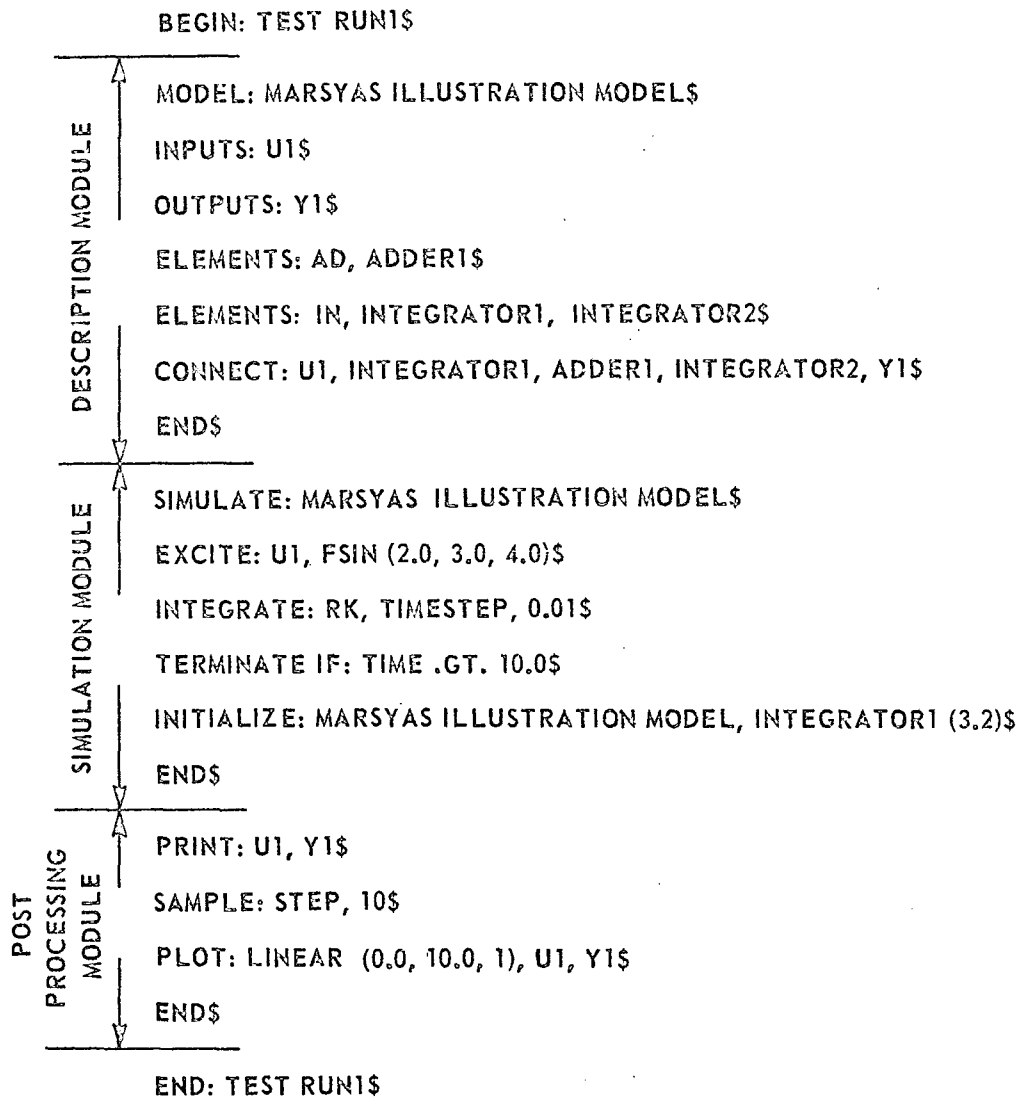 BEGIN: TEST RUN1$
DESCRIPTION MODULE
MODEL: MARSYAS ILLUSTRATION MODEL$
INPUTS: U1$
OUTPUTS: Y1$
ELEMENTS: AD, ADDER1$
ELEMENTS: IN, INTEGRATOR1, INTEGRATOR2$
CONNECT: U1, INTEGRATOR1, ADDER1, INTEGRATOR2, Y1$
END$
SIMULATION MODULE
SIMULATE: MARSYAS ILLUSTRATION MODEL$
EXCITE: U1, FSIN (2.0, 3.0, 4.0)$
INTEGRATE: RK, TIMESTEP, 0.01$
TERMINATE IF: TIME .GT. 10.0$
INITIALIZE: MARSYAS ILLUSTRATION MODEL, INTEGRATOR1 (3.2)$
END$
POST
PROCESSING
MODULE
PRINT: U1, Y1$
SAMPLE: STEP, 10$
PLOT: LINEAR (0.0, 10.0, 1), U1, Y1$
END$
END: TEST RUN1$